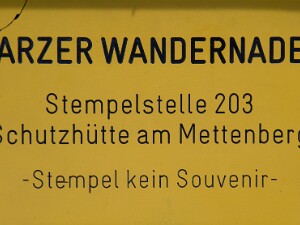 ARZER WANDERNADE
Stempelstelle 203
Schutzhütte am Mettenberg
-Stempel kein Souvenir-